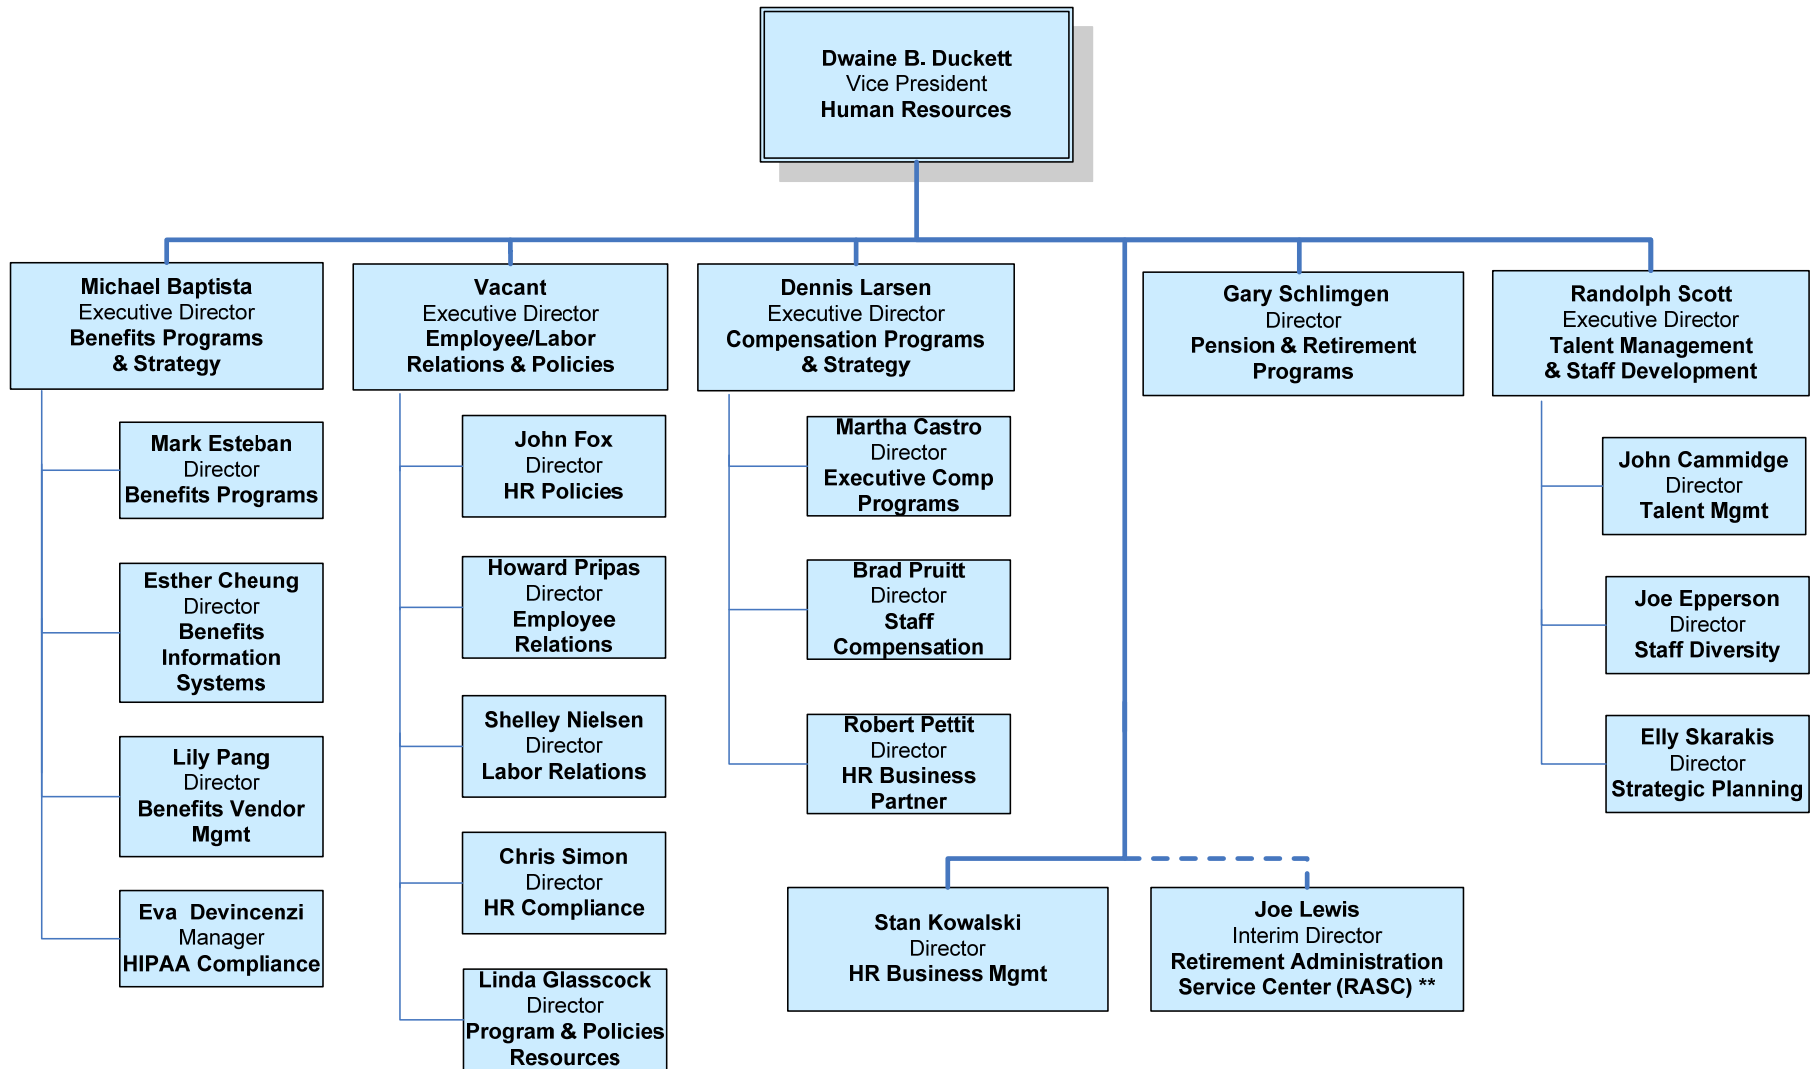 Dwaine B. Duckett
Vice President
Human Resources
Michael Baptista
Executive Director
Benefits Programs
& Strategy
Mark Esteban
Director
Benefits Programs
Esther Cheung
Director
Benefits
Information
Systems
Lily Pang
Director
Benefits Vendor
Mgmt
Eva Devincenzi
Manager
HIPAA Compliance
Vacant
Executive Director
Employee/Labor
Relations & Policies
John Fox
Director
HR Policies
Howard Pripas
Director
Employee
Relations
Shelley Nielsen
Director
Labor Relations
Chris Simon
Director
HR Compliance
Linda Glasscock
Director
Program & Policies
Resources
Dennis Larsen
Executive Director
Compensation Programs
& Strategy
Martha Castro
Director
Executive Comp
Programs
Brad Pruitt
Director
Staff
Compensation
Robert Pettit
Director
HR Business
Partner
Stan Kowalski
Director
HR Business Mgmt
Joe Lewis
Interim Director
Retirement Administration
Service Center (RASC) **
Gary Schlimgen
Director
Pension & Retirement
Programs
Randolph Scott
Executive Director
Talent Management
& Staff Development
John Cammidge
Director
Talent Mgmt
Joe Epperson
Director
Staff Diversity
Elly Skarakis
Director
Strategic Planning